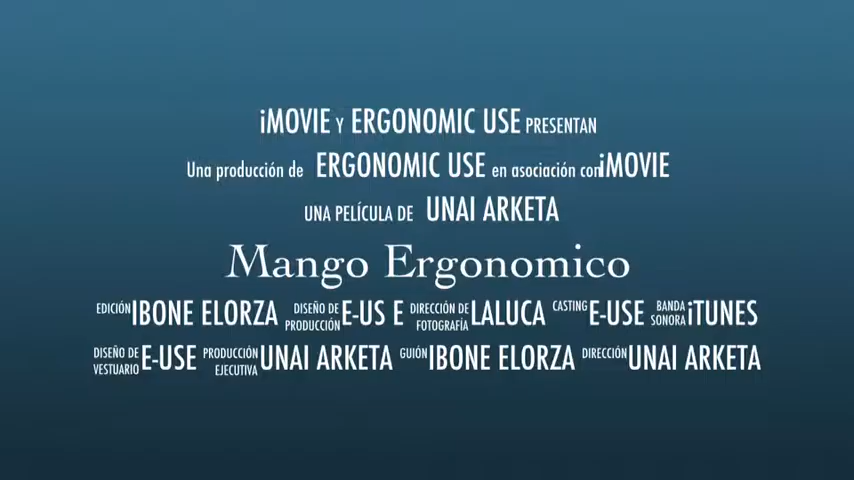 iMOVIE Y ERGONOMIC USE PRESENTAN
Una producción de ERGONOMIC USE en asociación con iMOVIE
UNA PELÍCULA DE UNAI ARKETA
Mango Ergonomico
EDICIÓN IBONE ELORZA DISEÑO DE PRODUCCIÓN E-US E DIRECCIÓN DE FOTOGRAFÍA LALUCA CASTING E-USE BANDA SONORA iTUNES
DISEÑO DE VESTUARIO E-USE PRODUCCIÓN EJECUTIVA UNAI ARKETA GUIÓN IBONE ELORZA DIRECCIÓN UNAI ARKETA